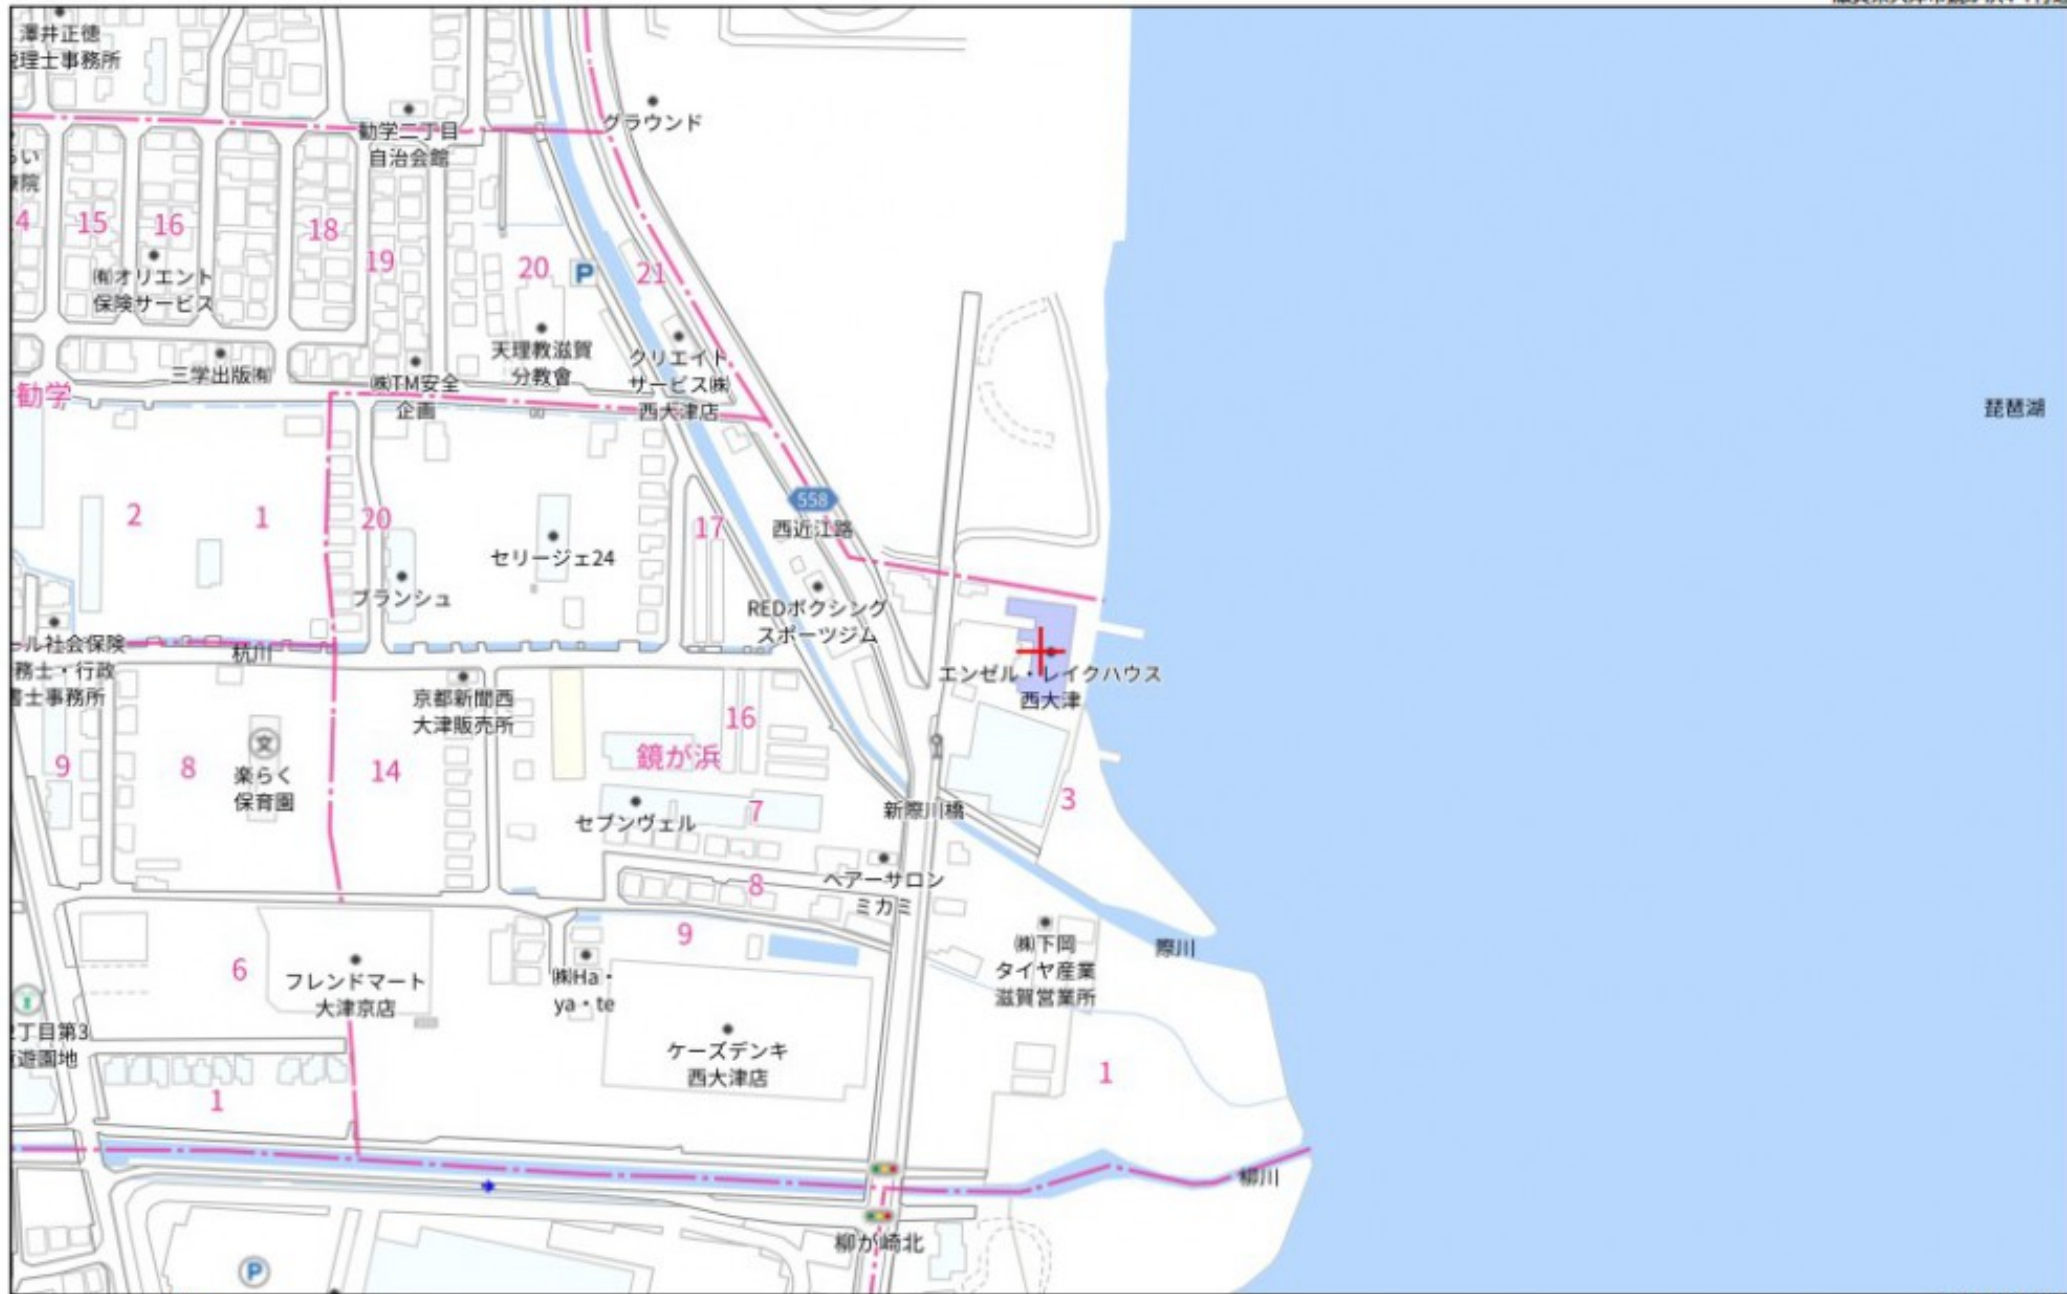 澤井正徳
理士事務所
グラウンド
勧学二丁目
自治会館
院
4
15
16
18
19
20
P
21
㈲オリエント
保険サービス
天理教滋賀
分教會
クリエイト
サービス㈱
西大津店
三学出版㈲
㈱TM安全
企画
勧学
琵琶湖
2
1
20
558
西近江路
17
セリージェ24
ブランシュ
REDボクシング
スポーツジム
ール社会保険
務士・行政
書士事務所
杭川
エンゼル・レイクハウス
西大津
京都新聞西
大津販売所
16
鏡が浜
9
8
文
楽らく
保育園
14
7
3
セブンヴェル
新際川橋
8
ヘアーサロン
ミカミ
9
際川
㈱下岡
タイヤ産業
滋賀営業所
6
フレンドマート
大津京店
㈱Ha・
ya・te
2丁目第3
遊園地
ケーズデンキ
西大津店
1
1
柳川
柳が崎北
P